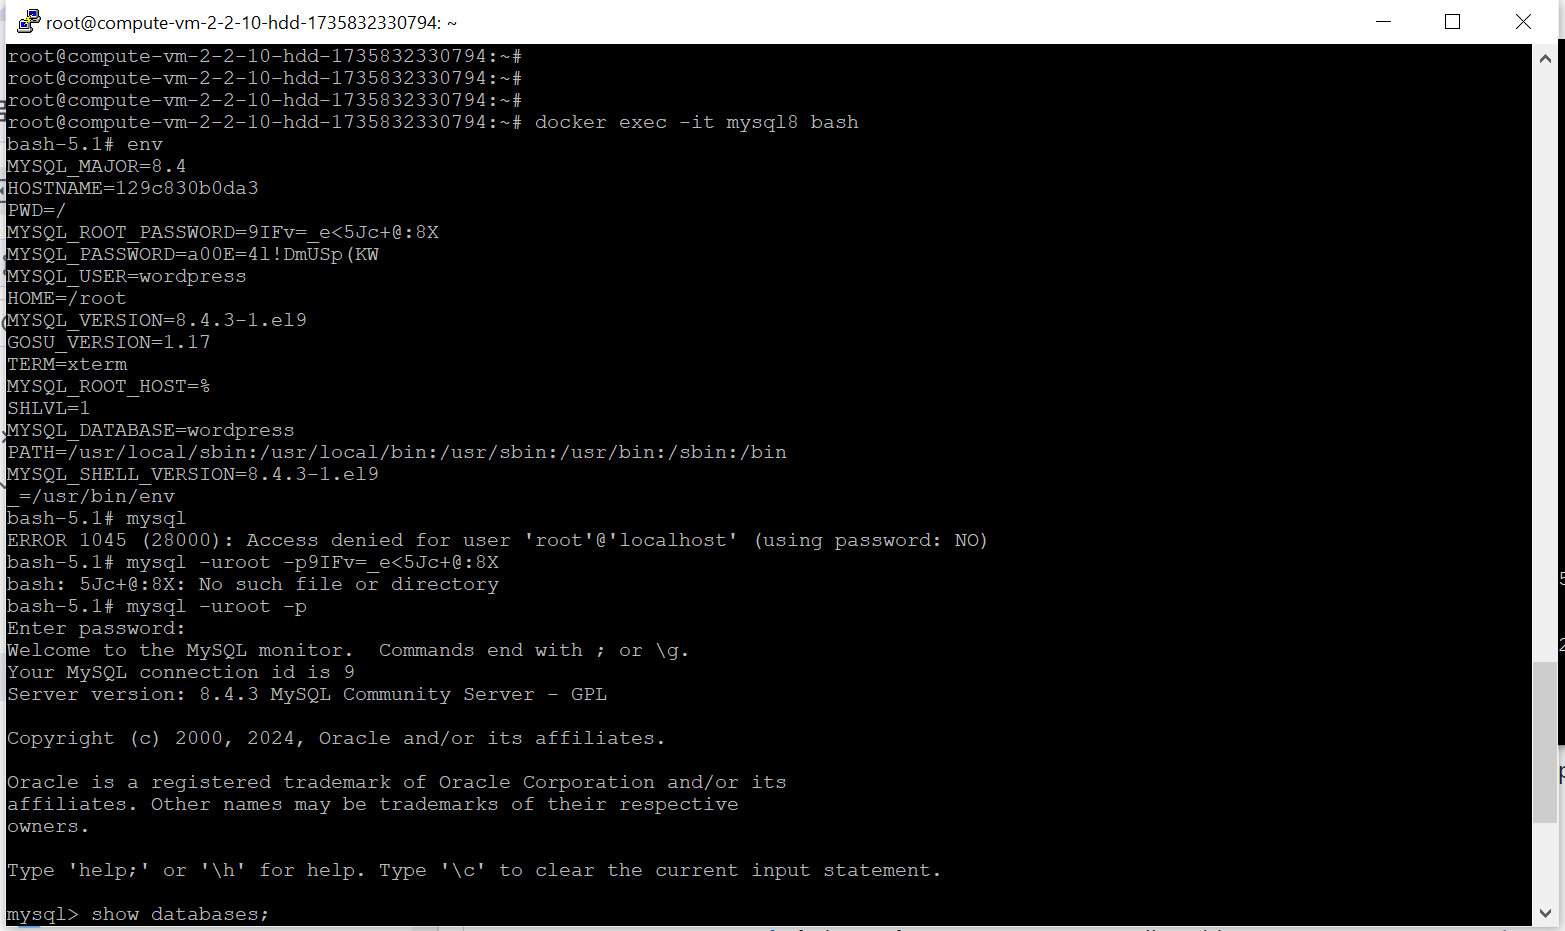 root@compute-vm-2-2-10-hdd-1735832330794: ~
root@compute-vm-2-2-10-hdd-1735832330794:~#
root@compute-vm-2-2-10-hdd-1735832330794:~#
root@compute-vm-2-2-10-hdd-1735832330794:~#
root@compute-vm-2-2-10-hdd-1735832330794:~# docker exec -it mysql8 bash
bash-5.1# env
MYSQL_MAJOR=8.4
HOSTNAME=129c830b0da3
PWD=/
MYSQL_ROOT_PASSWORD=9IFv=_e<5Jc+@:8X
MYSQL_PASSWORD=a00E=4l!DmUSp(KW
MYSQL_USER=wordpress
HOME=/root
MYSQL_VERSION=8.4.3-1.el9
GOSU_VERSION=1.17
TERM=xterm
MYSQL_ROOT_HOST=%
SHLVL=1
MYSQL_DATABASE=wordpress
PATH=/usr/local/sbin:/usr/local/bin:/usr/sbin:/usr/bin:/sbin:/bin
MYSQL_SHELL_VERSION=8.4.3-1.el9
_=/usr/bin/env
bash-5.1# mysql
ERROR 1045 (28000): Access denied for user 'root'@'localhost' (using password: NO)
bash-5.1# mysql -uroot -p9IFv=_e<5Jc+@:8X
bash: 5Jc+@:8X: No such file or directory
bash-5.1# mysql -uroot -p
Enter password:
Welcome to the MySQL monitor.  Commands end with ; or \g.
Your MySQL connection id is 9
Server version: 8.4.3 MySQL Community Server - GPL

Copyright (c) 2000, 2024, Oracle and/or its affiliates.

Oracle is a registered trademark of Oracle Corporation and/or its
affiliates. Other names may be trademarks of their respective
owners.

Type 'help;' or '\h' for help. Type '\c' to clear the current input statement.

mysql> show databases;